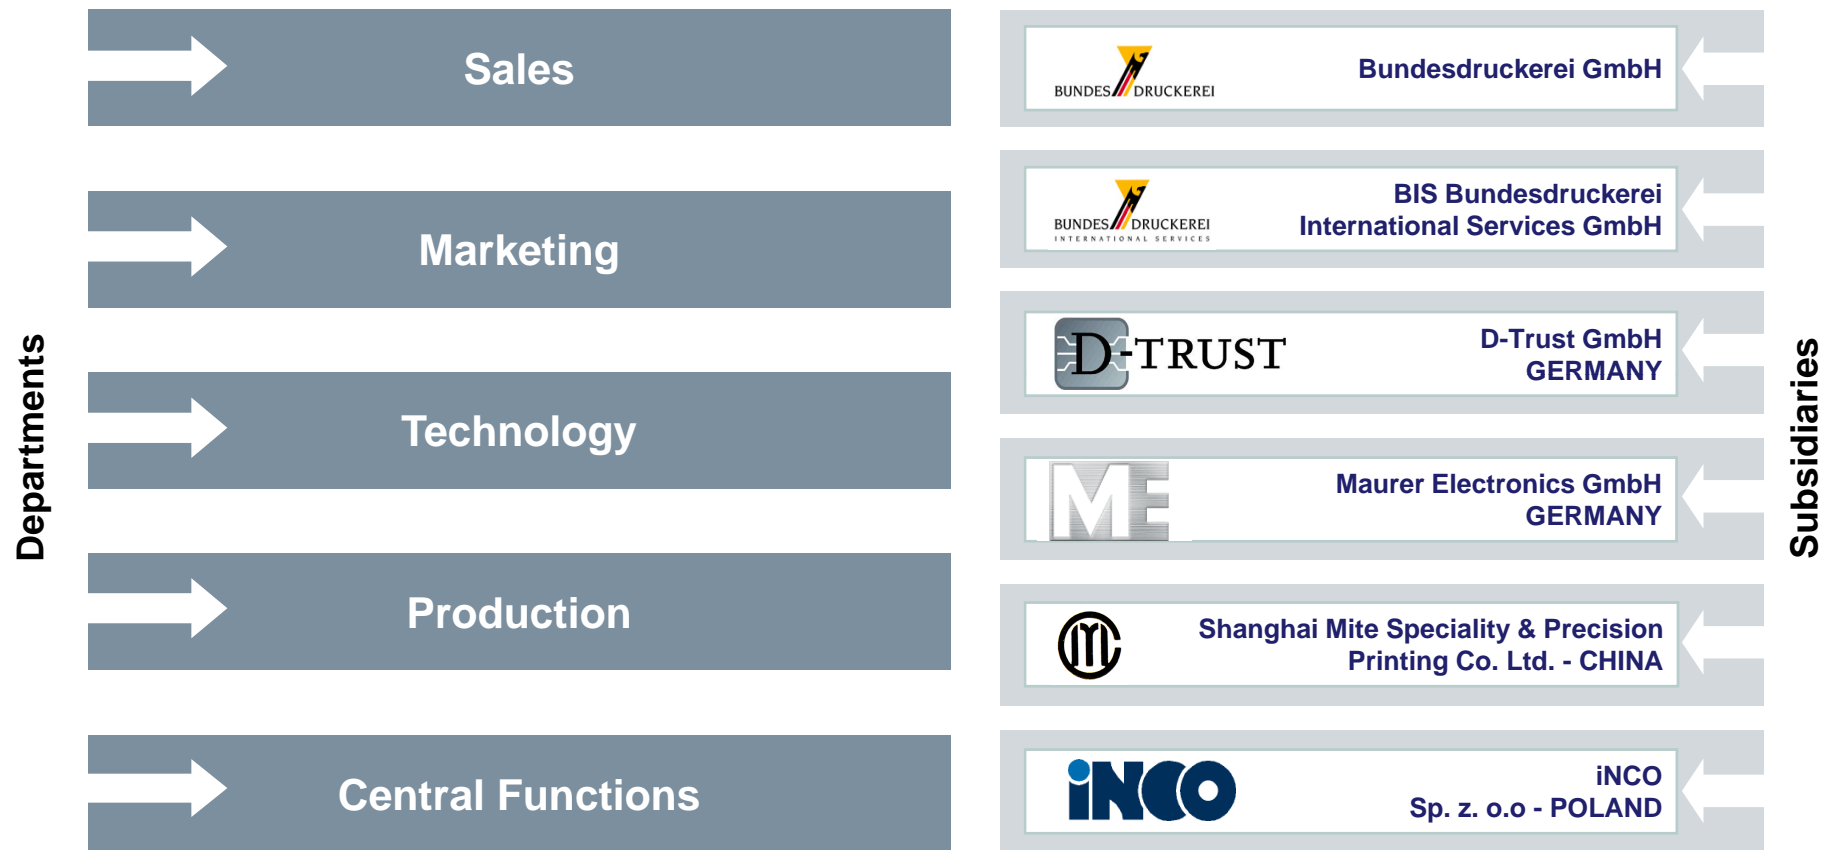 Departments
Sales
Marketing
Technology
Production
Central Functions
BUNDES DRUCKEREI
Bundesdruckerei GmbH
BUNDES DRUCKEREI
INTERNATIONAL SERVICES
BIS Bundesdruckerei
International Services GmbH
D-TRUST
D-Trust GmbH
GERMANY
ME
Maurer Electronics GmbH
GERMANY
Shanghai Mite Speciality & Precision
Printing Co. Ltd. - CHINA
iNCO
iNCO
Sp. z. o.o - POLAND
Subsidiaries